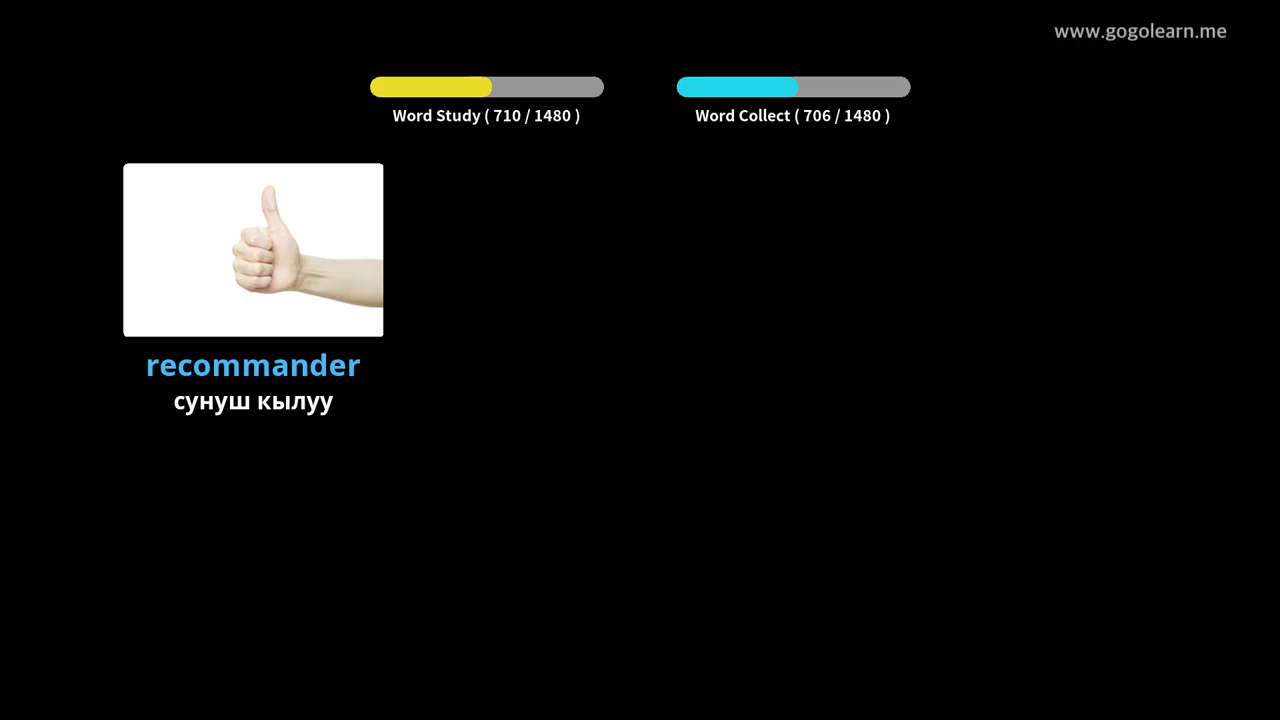 www.gogolearn.me
Word Study ( 710 / 1480 )
Word Collect ( 706 / 1480 )
recommander
сунуш кылуу